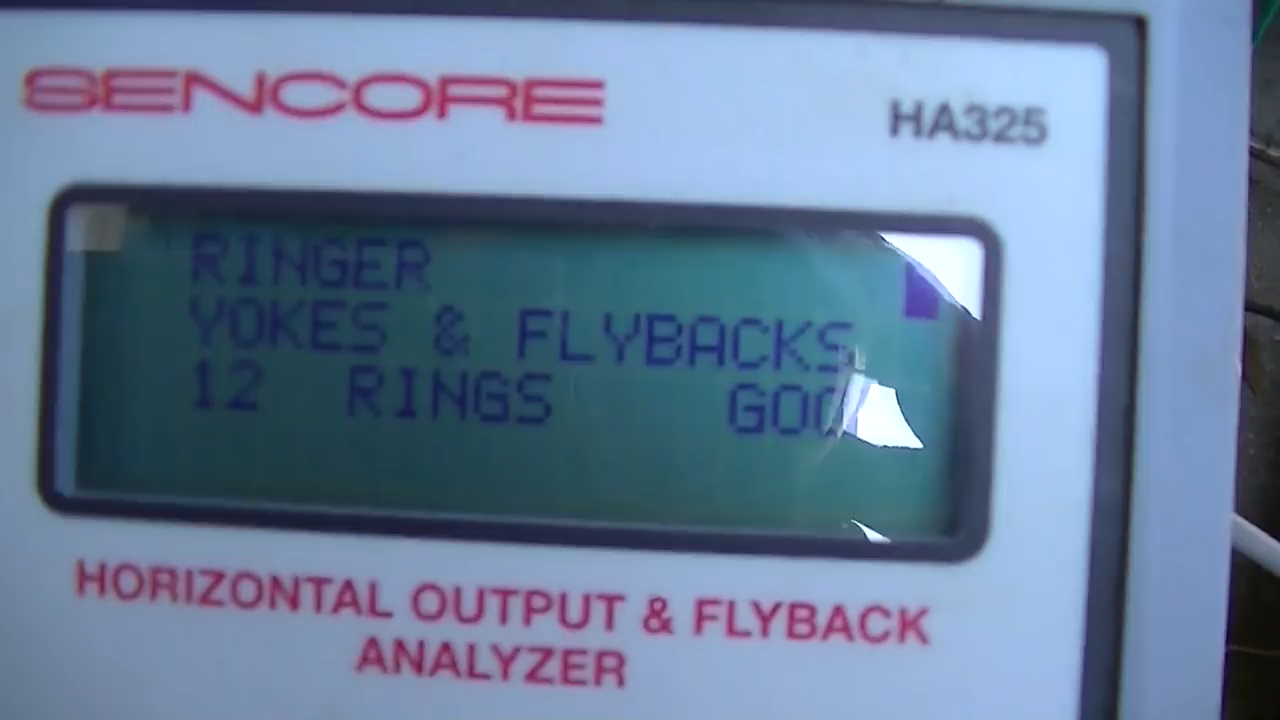 SENCORE
HA325
RINGER
YOKES & FLYBACKS
12 RINGS
HORIZONTAL OUTPUT & FLYBACK
ANALYZER